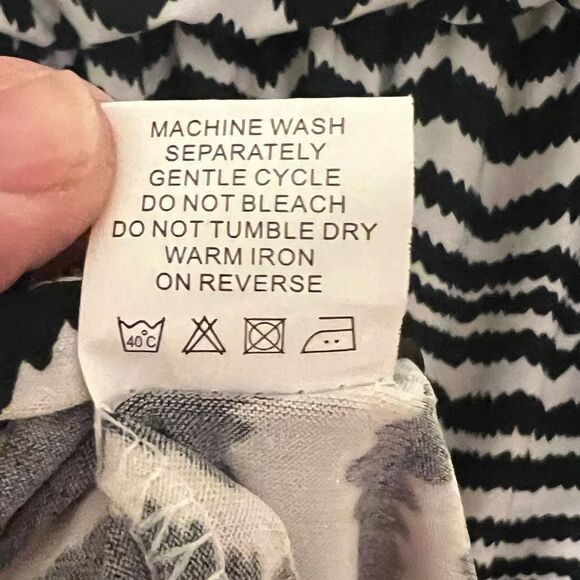 MACHINE WASH
SEPARATELY
GENTLE CYCLE
DO NOT BLEACH
DO NOT TUMBLE DRY
WARM IRON
ON REVERSE
40°C